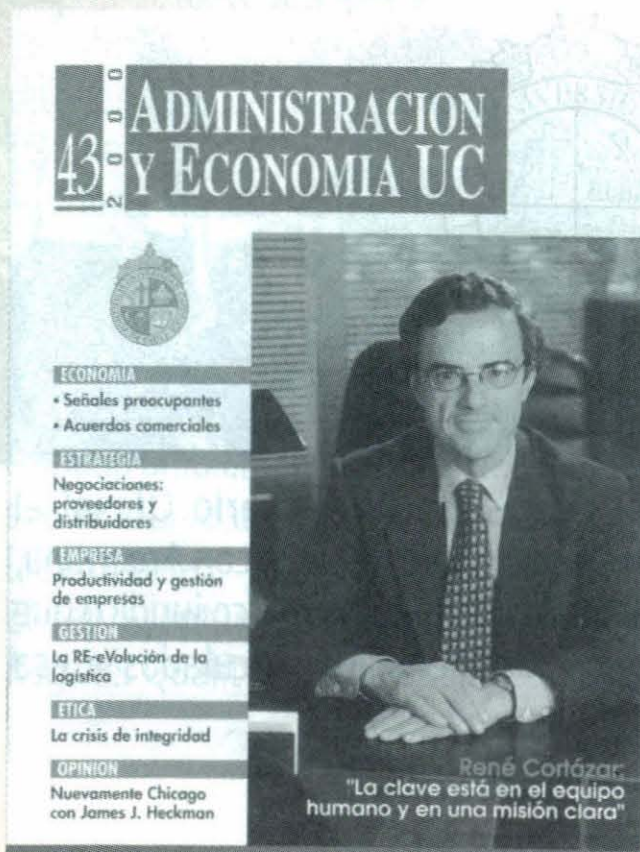 43
2000
ADMINISTRACION
Y ECONOMIA UC
ECONOMIA
• Señales preocupantes
• Acuerdos comerciales
ESTRATEGIA
Negociaciones:
proveedores y
distribuidores
EMPRESA
Productividad y gestión
de empresas
GESTION
La RE-eVolución de la
logística
ETICA
La crisis de integridad
OPINION
Nuevamente Chicago
con James J. Heckman
René Cortázar:
"La clave está en el equipo
humano y en una misión clara"